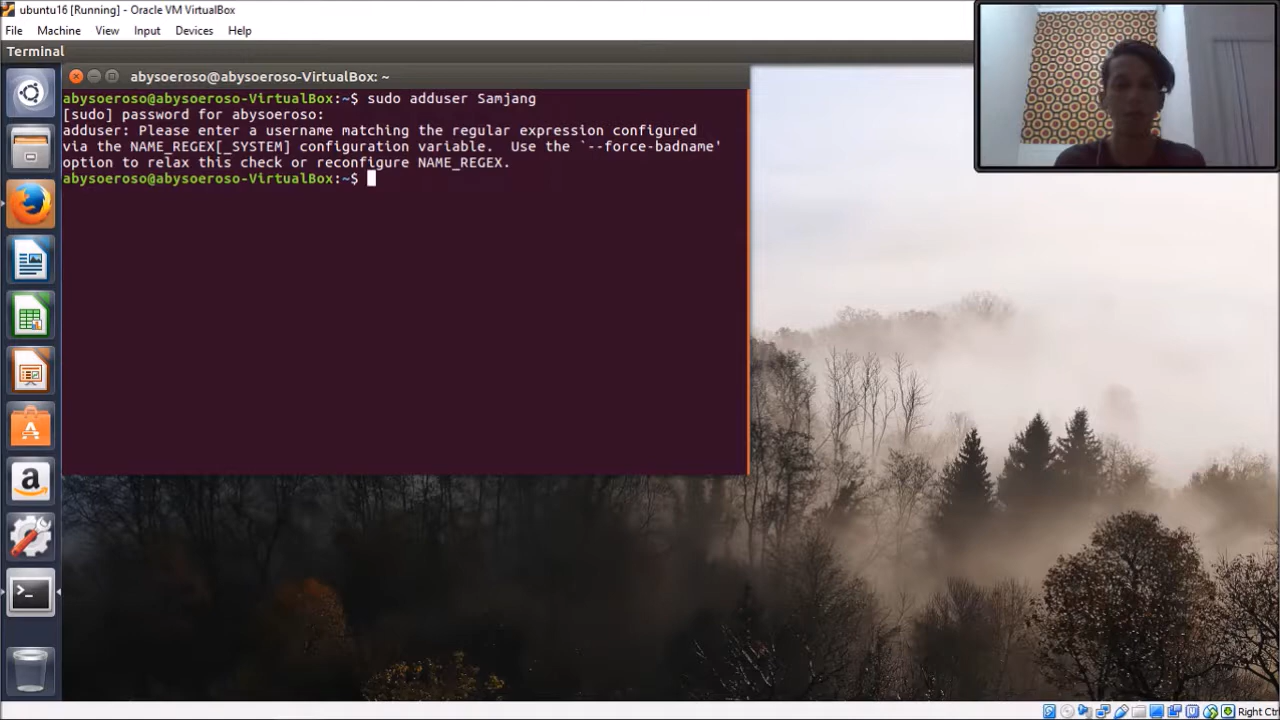 ubuntu16 [Running] - Oracle VM VirtualBox
File Machine View Input Devices Help
Terminal
abysoeroso@abysoeroso-VirtualBox: ~
abysoeroso@abysoeroso-VirtualBox:~$ sudo adduser Samjang
[sudo] password for abysoeroso:
adduser: Please enter a username matching the regular expression configured
via the NAME_REGEX[_SYSTEM] configuration variable.  Use the `--force-badname'
option to relax this check or reconfigure NAME_REGEX.
abysoeroso@abysoeroso-VirtualBox:~$
Right Ctr